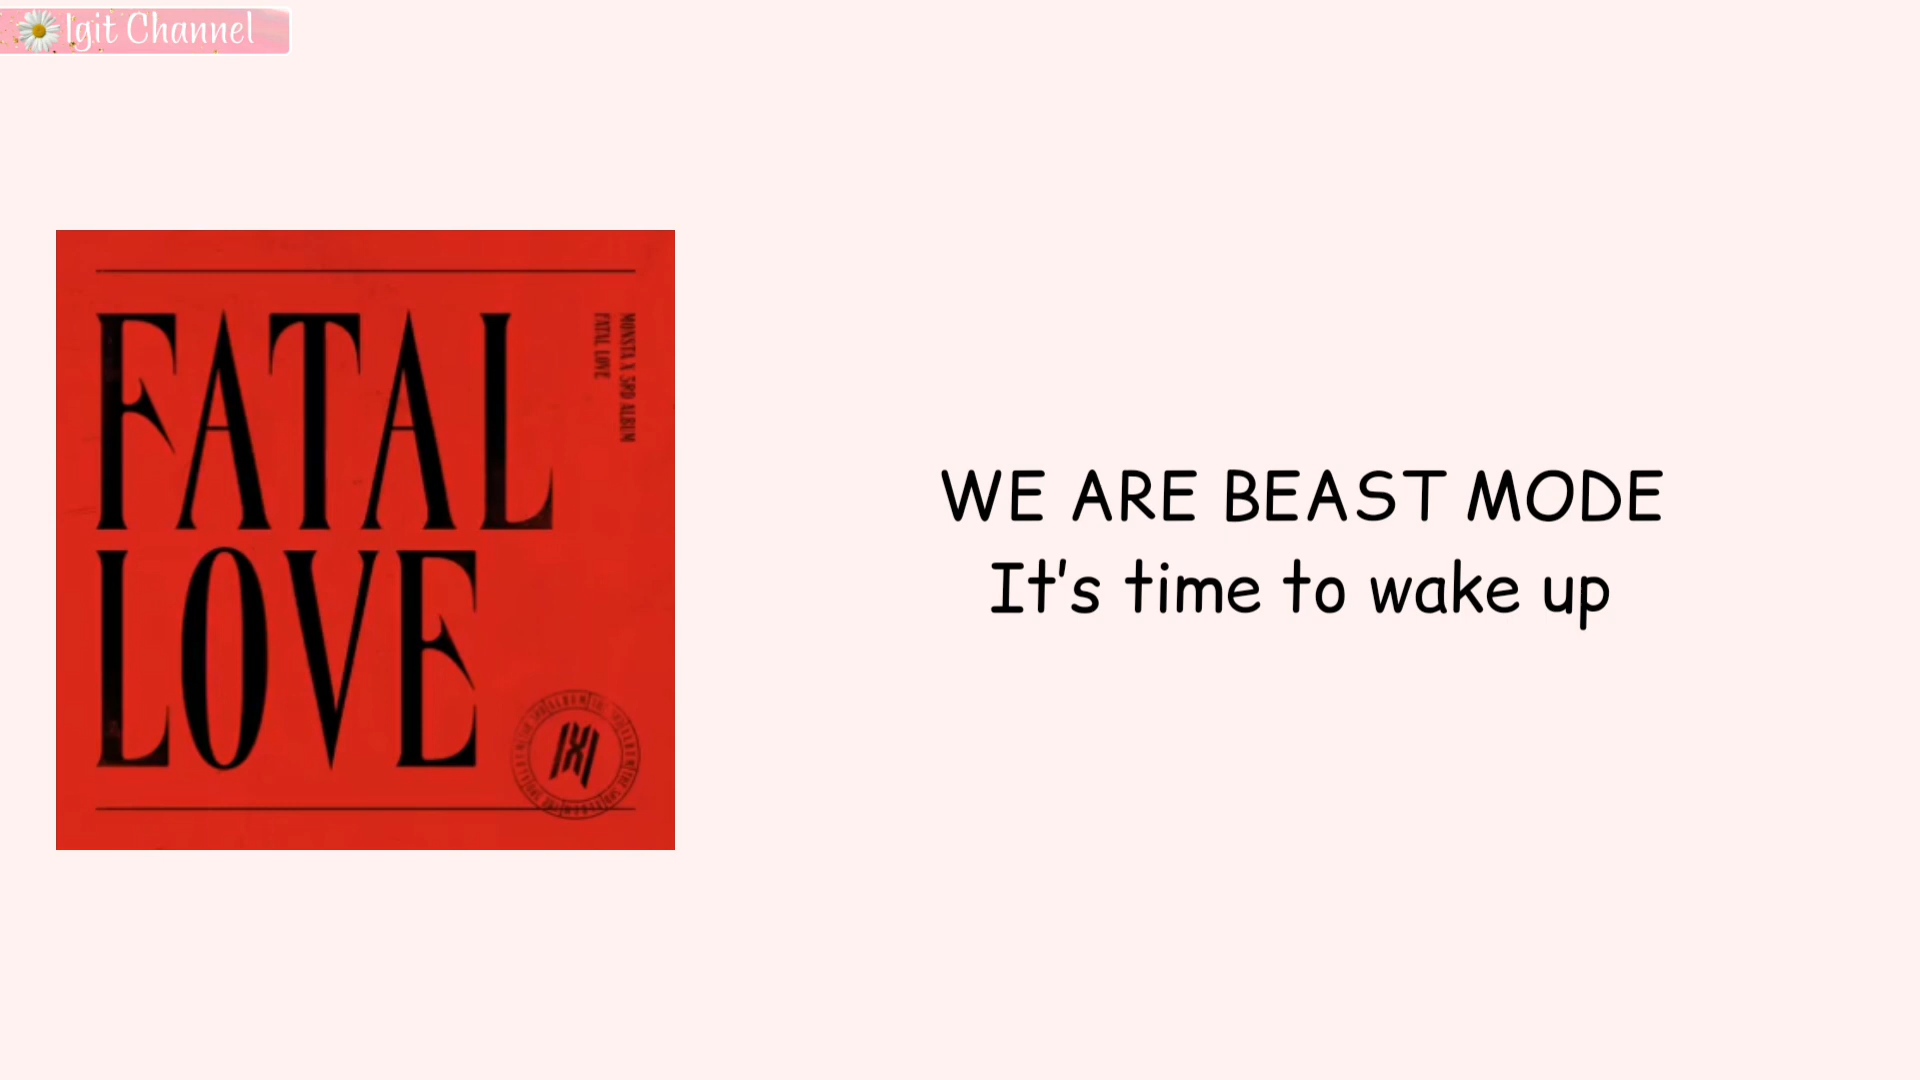 Igit Channel
FATAL
LOVE
MONSTA X 3RD ALBUM
FATAL LOVE
WE ARE BEAST MODE
It's time to wake up